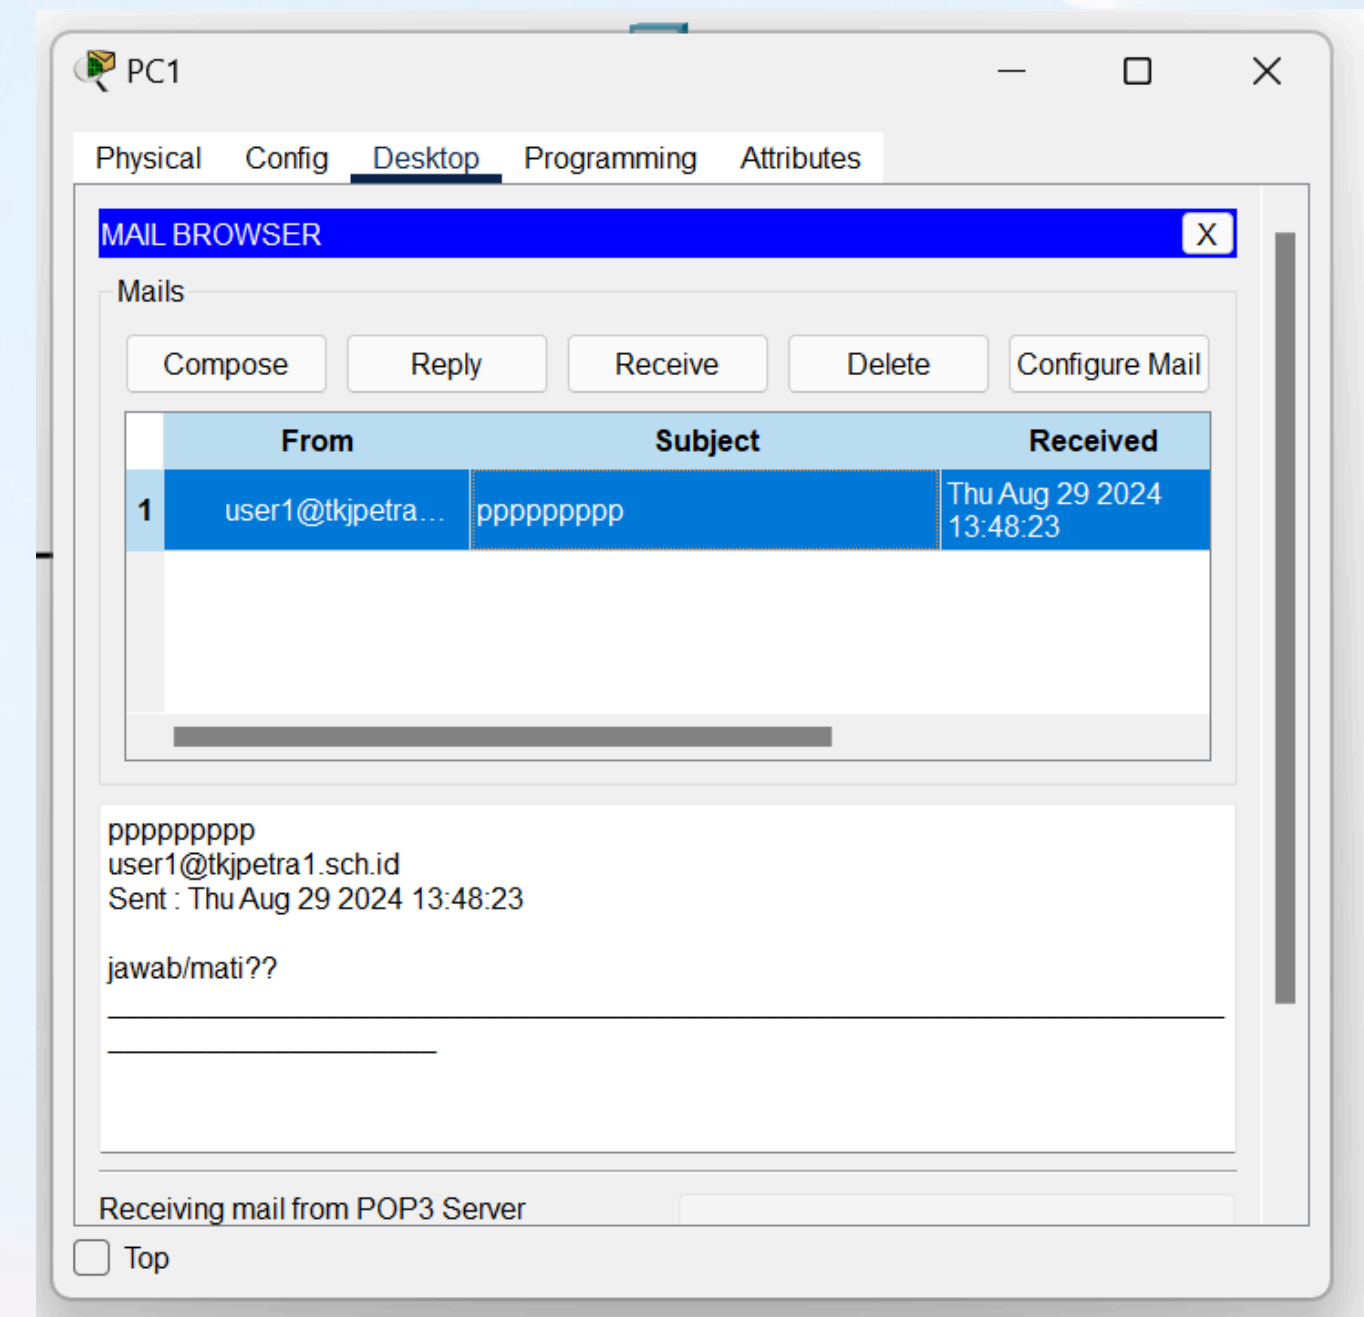 PC1
Physical Config Desktop Programming Attributes
MAIL BROWSER X
Mails
Compose Reply Receive Delete Configure Mail
From Subject Received
1 user1@tkjpetra... ppppppppp Thu Aug 29 2024
13:48:23
ppppppppp
user1@tkjpetra1.sch.id
Sent : Thu Aug 29 2024 13:48:23
jawab/mati??
Receiving mail from POP3 Server
Top